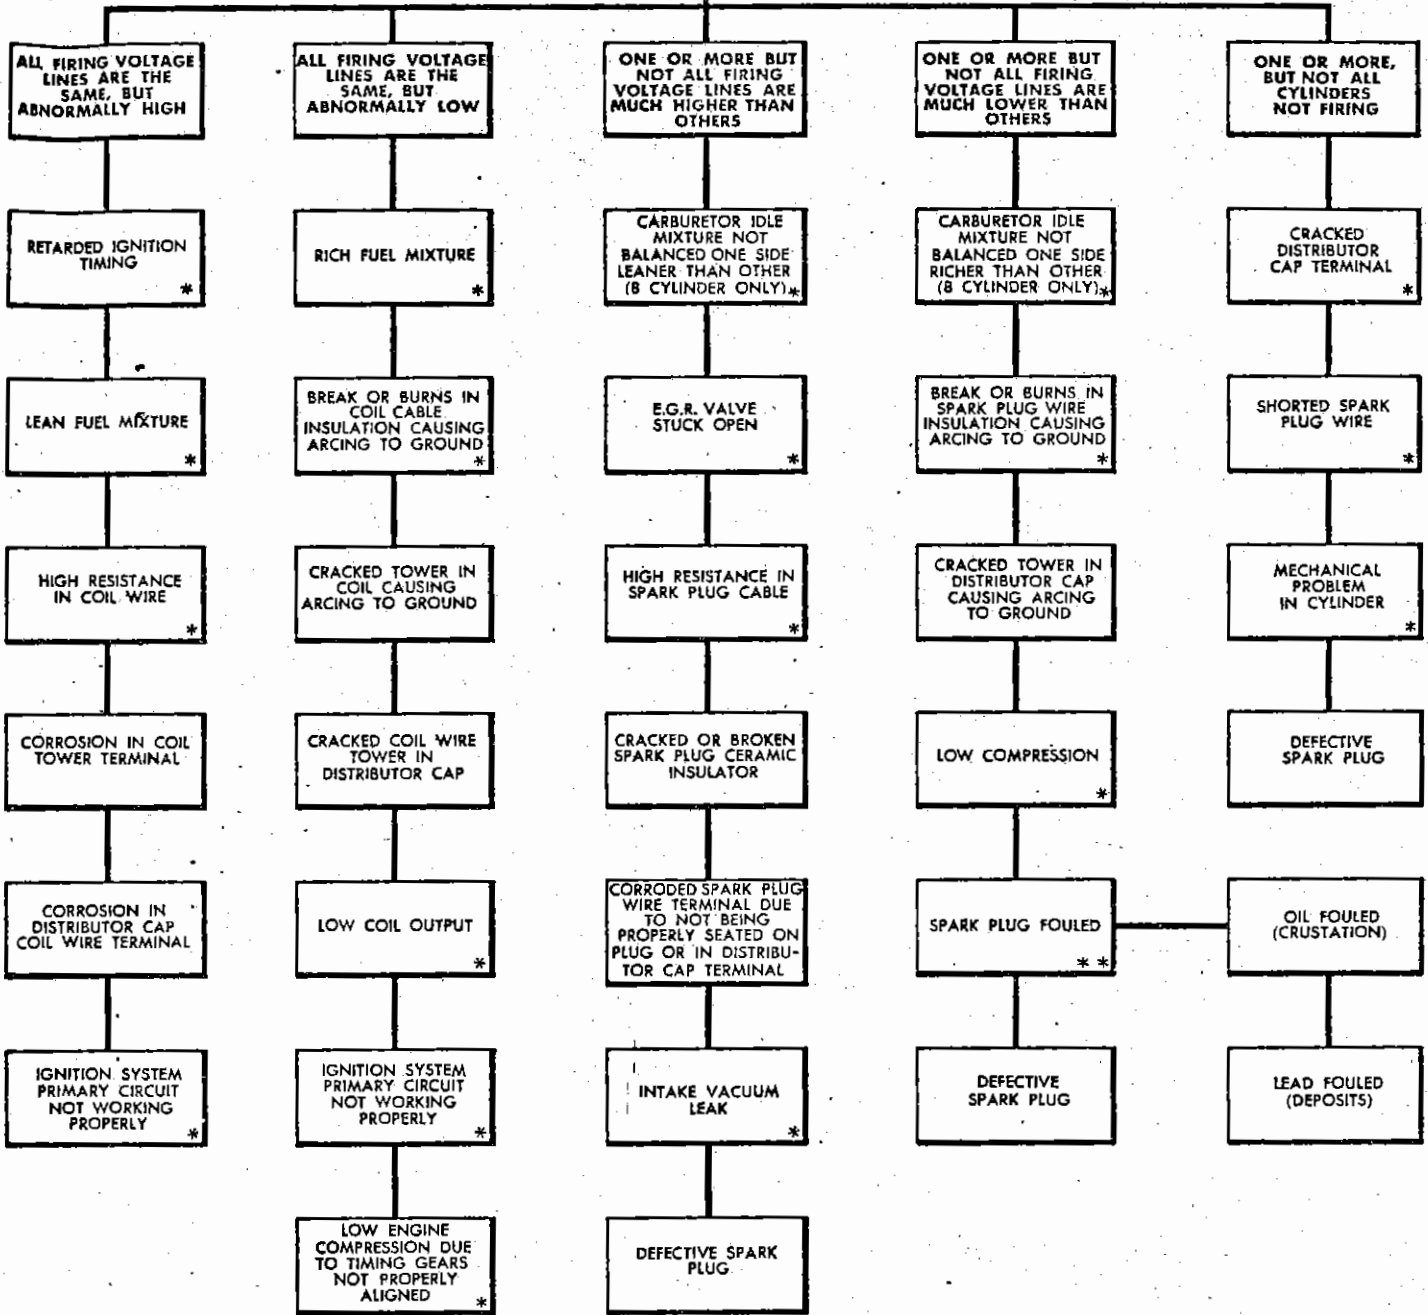 ALL FIRING VOLTAGE
LINES ARE THE
SAME, BUT
ABNORMALLY HIGH
RETARDED IGNITION
TIMING
*
LEAN FUEL MIXTURE
*
HIGH RESISTANCE
IN COIL WIRE
*
CORROSION IN COIL
TOWER TERMINAL
CORROSION IN
DISTRIBUTOR CAP
COIL WIRE TERMINAL
IGNITION SYSTEM
PRIMARY CIRCUIT
NOT WORKING
PROPERLY
*
ALL FIRING VOLTAGE
LINES ARE THE
SAME, BUT
ABNORMALLY LOW
RICH FUEL MIXTURE
*
BREAK OR BURNS IN
COIL CABLE
INSULATION CAUSING
ARCING TO GROUND
*
CRACKED TOWER IN
COIL CAUSING
ARCING TO GROUND
CRACKED COIL WIRE
TOWER IN
DISTRIBUTOR CAP
LOW COIL OUTPUT
*
IGNITION SYSTEM
PRIMARY CIRCUIT
NOT WORKING
PROPERLY
*
LOW ENGINE
COMPRESSION DUE
TO TIMING GEARS
NOT PROPERLY
ALIGNED
*
ONE OR MORE BUT
NOT ALL FIRING
VOLTAGE LINES ARE
MUCH HIGHER THAN
OTHERS
CARBURETOR IDLE
MIXTURE NOT
BALANCED ONE SIDE
LEANER THAN OTHER
(8 CYLINDER ONLY) *
E.G.R. VALVE
STUCK OPEN
*
HIGH RESISTANCE IN
SPARK PLUG CABLE
*
CRACKED OR BROKEN
SPARK PLUG CERAMIC
INSULATOR
CORRODED SPARK PLUG
WIRE TERMINAL DUE
TO NOT BEING
PROPERLY SEATED ON
PLUG OR IN DISTRIBU-
TOR CAP TERMINAL
INTAKE VACUUM
LEAK
*
DEFECTIVE SPARK
PLUG
ONE OR MORE BUT
NOT ALL FIRING
VOLTAGE LINES ARE
MUCH LOWER THAN
OTHERS
CARBURETOR IDLE
MIXTURE NOT
BALANCED ONE SIDE
RICHER THAN OTHER
(8 CYLINDER ONLY) *
BREAK OR BURNS IN
SPARK PLUG WIRE
INSULATION CAUSING
ARCING TO GROUND
*
CRACKED TOWER IN
DISTRIBUTOR CAP
CAUSING ARCING
TO GROUND
LOW COMPRESSION
*
SPARK PLUG FOULED
* *
DEFECTIVE
SPARK PLUG
ONE OR MORE,
BUT NOT ALL
CYLINDERS
NOT FIRING
CRACKED
DISTRIBUTOR
CAP TERMINAL
*
SHORTED SPARK
PLUG WIRE
*
MECHANICAL
PROBLEM
IN CYLINDER
*
DEFECTIVE
SPARK PLUG
OIL FOULED
(CRUSTATION)
LEAD FOULED
(DEPOSITS)